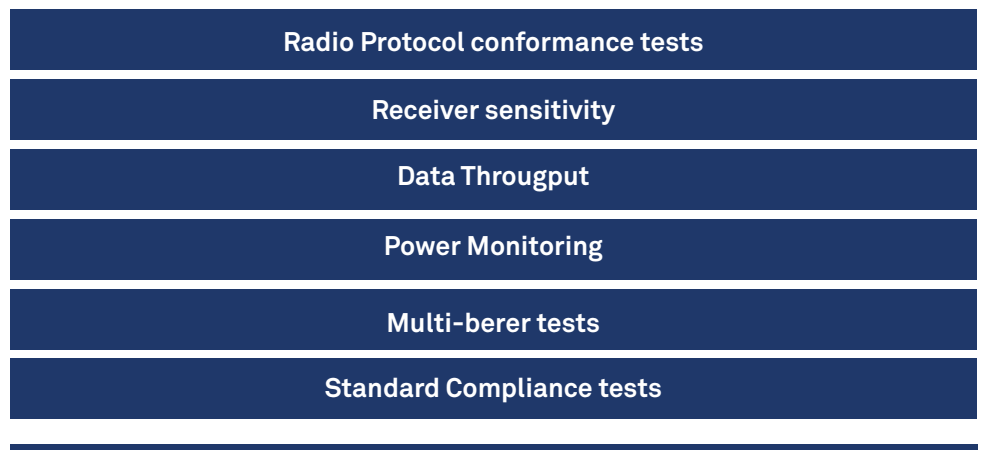 Radio Protocol conformance tests
Receiver sensitivity
Data Througput
Power Monitoring
Multi-berer tests
Standard Compliance tests